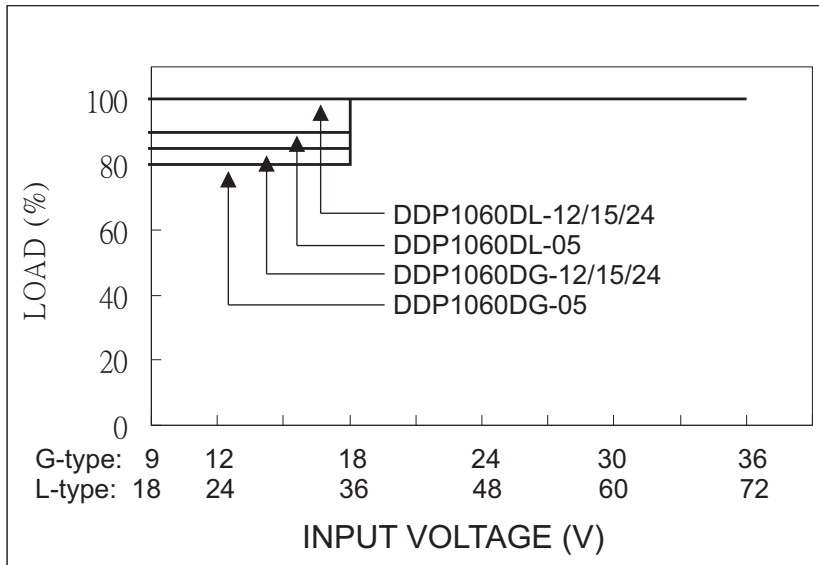 100
80
60
40
20
0
LOAD (%)
DDP1060DL-12/15/24
DDP1060DL-05
DDP1060DG-12/15/24
DDP1060DG-05
G-type: 9 12 18 24 30 36
L-type: 18 24 36 48 60 72
INPUT VOLTAGE (V)